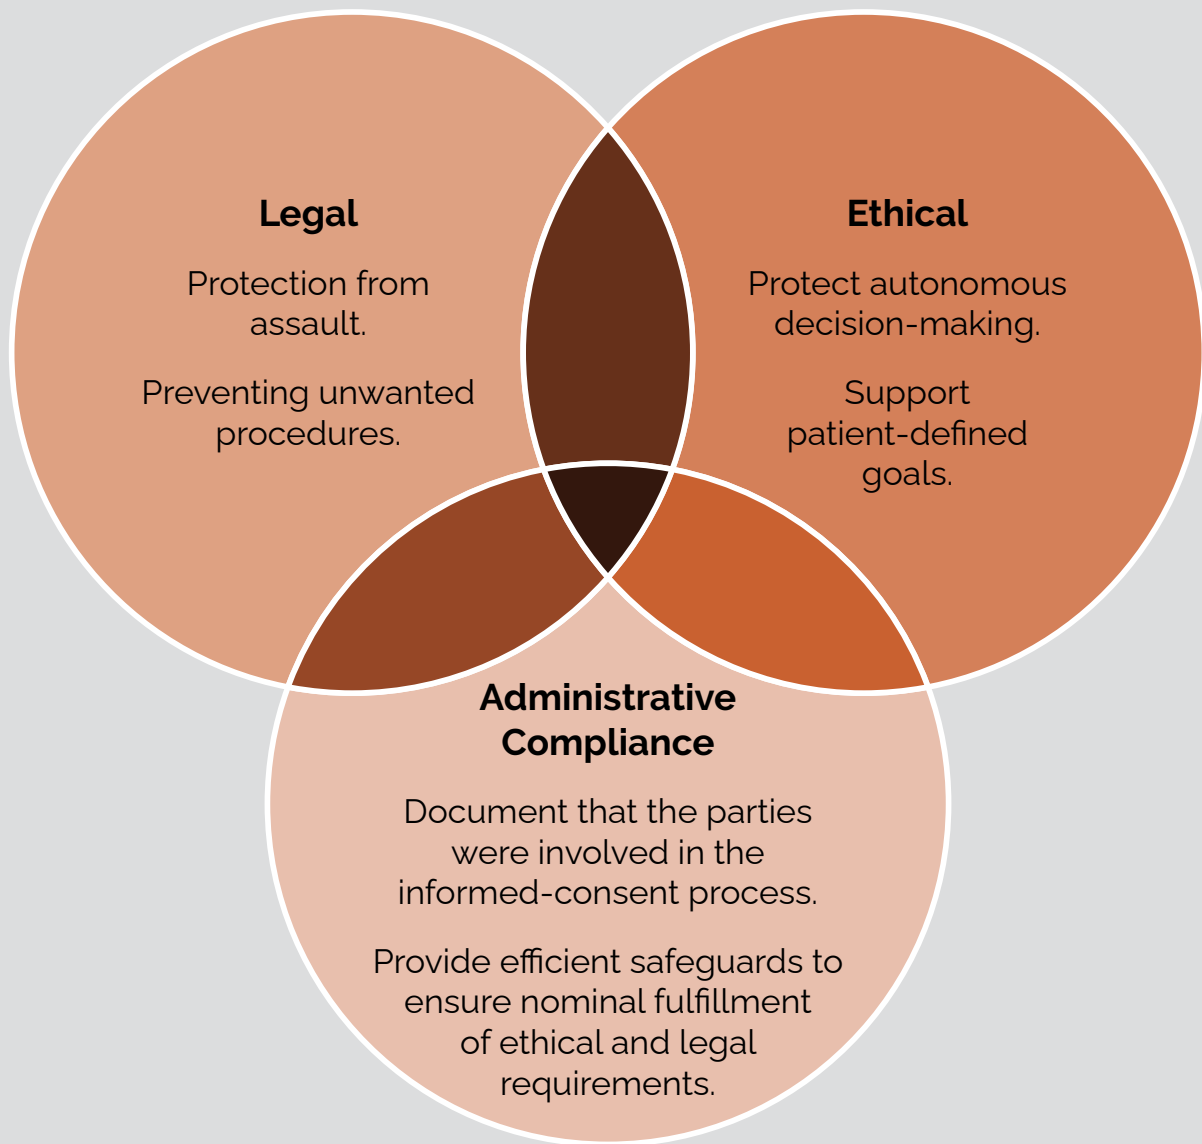 Legal
Protection from
assault.
Preventing unwanted
procedures.
Ethical
Protect autonomous
decision-making.
Support
patient-defined
goals.
Administrative
Compliance
Document that the parties
were involved in the
informed-consent process.
Provide efficient safeguards to
ensure nominal fulfillment
of ethical and legal
requirements.